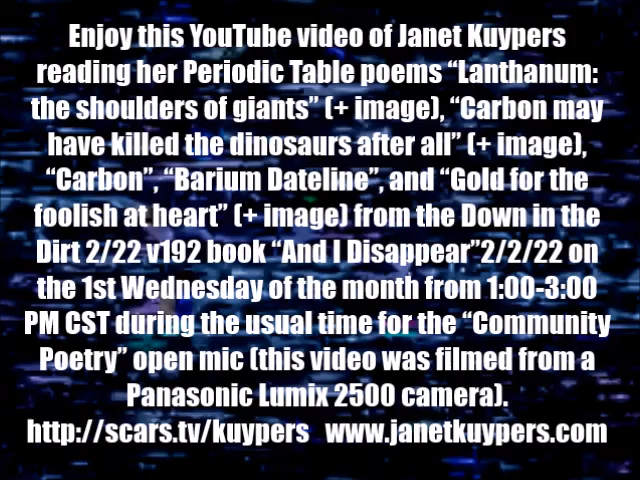 Enjoy this YouTube video of Janet Kuypers
reading her Periodic Table poems “Lanthanum:
the shoulders of giants” (+ image), “Carbon may
have killed the dinosaurs after all” (+ image),
“Carbon”, “Barium Dateline”, and “Gold for the
foolish at heart” (+ image) from the Down in the
Dirt 2/22 v192 book “And I Disappear”2/2/22 on
the 1st Wednesday of the month from 1:00-3:00
PM CST during the usual time for the “Community
Poetry” open mic (this video was filmed from a
Panasonic Lumix 2500 camera).
http://scars.tv/kuypers www.janetkuypers.com